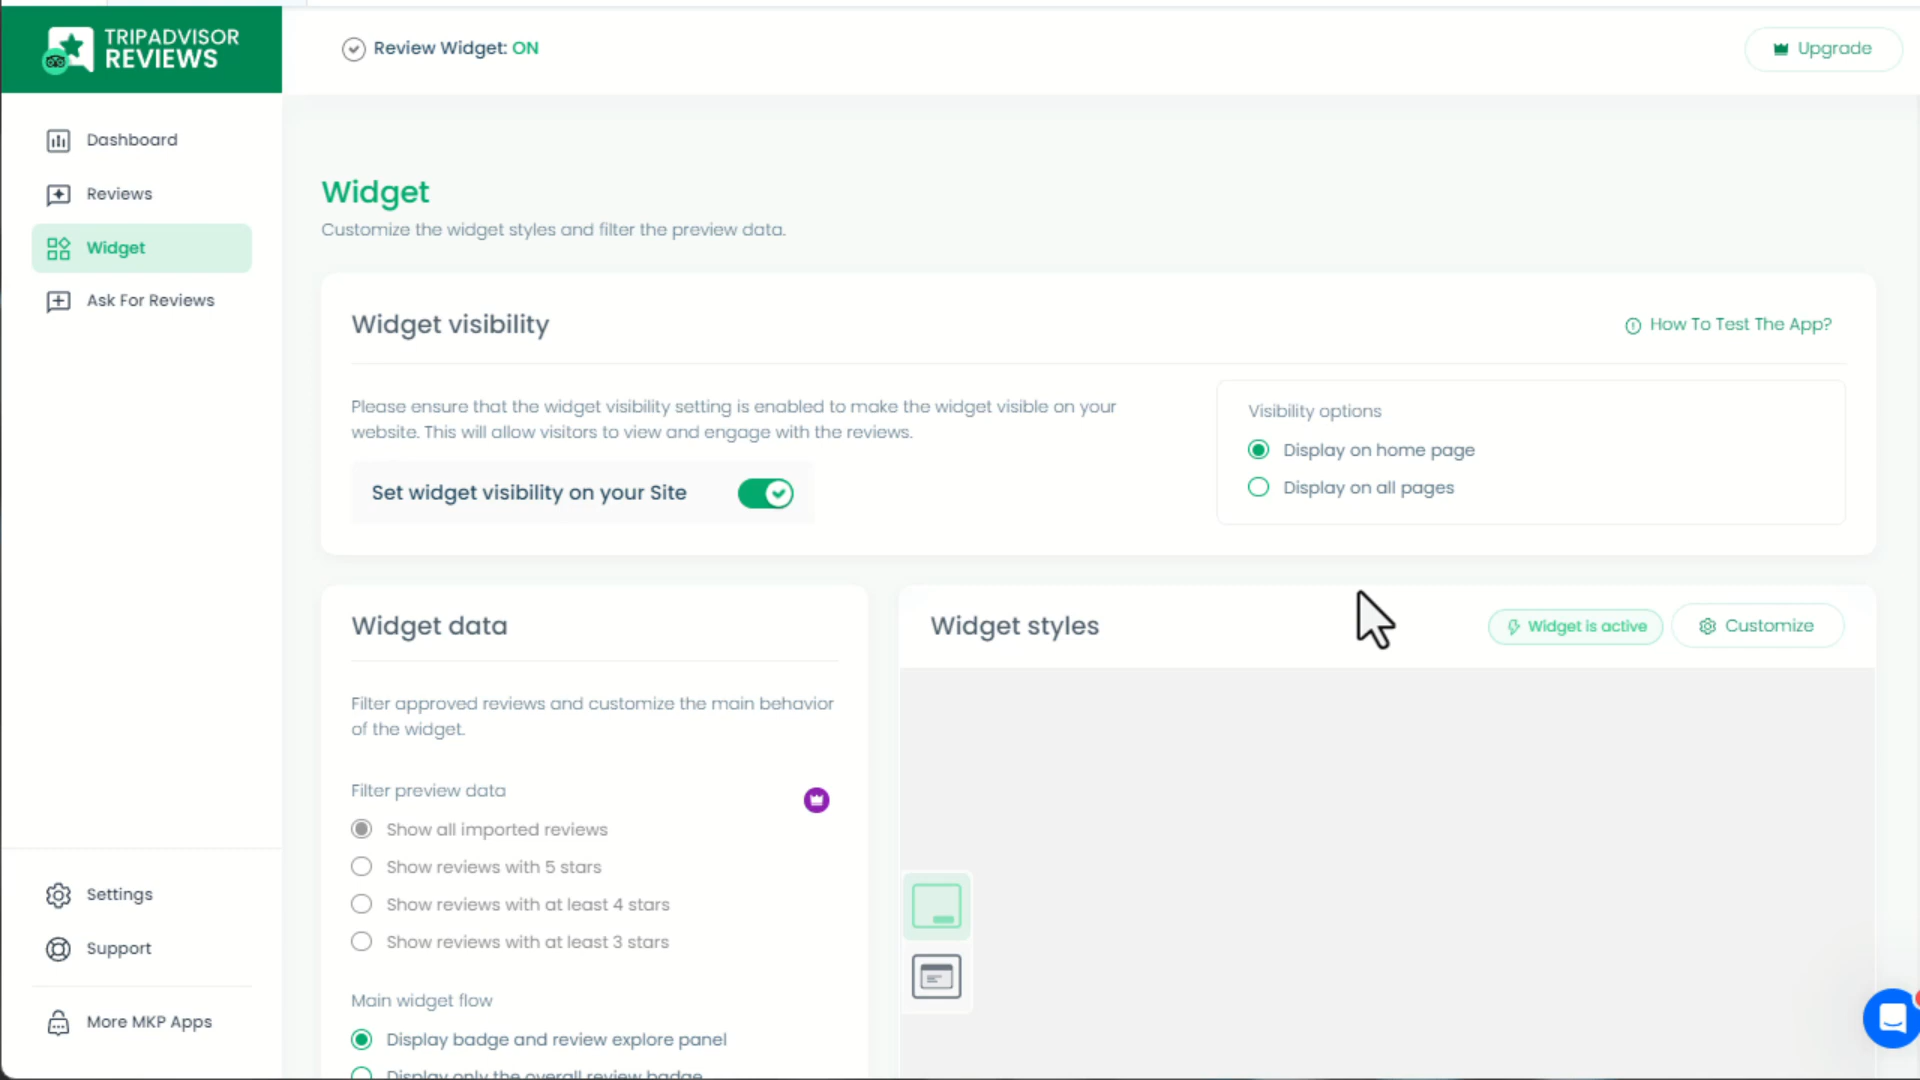 TRIPADVISOR
REVIEWS
Review Widget: ON
Upgrade
Dashboard
Reviews
Widget
Ask For Reviews
Widget
Customize the widget styles and filter the preview data.
Widget visibility
How To Test The App?
Please ensure that the widget visibility setting is enabled to make the widget visible on your
website. This will allow visitors to view and engage with the reviews.
Set widget visibility on your Site
Visibility options
Display on home page
Display on all pages
Widget data
Filter approved reviews and customize the main behavior
of the widget.
Filter preview data
Show all imported reviews
Show reviews with 5 stars
Show reviews with at least 4 stars
Show reviews with at least 3 stars
Main widget flow
Display badge and review explore panel
Display only the overall review badge
Widget styles
Widget is active
Customize
Settings
Support
More MKP Apps